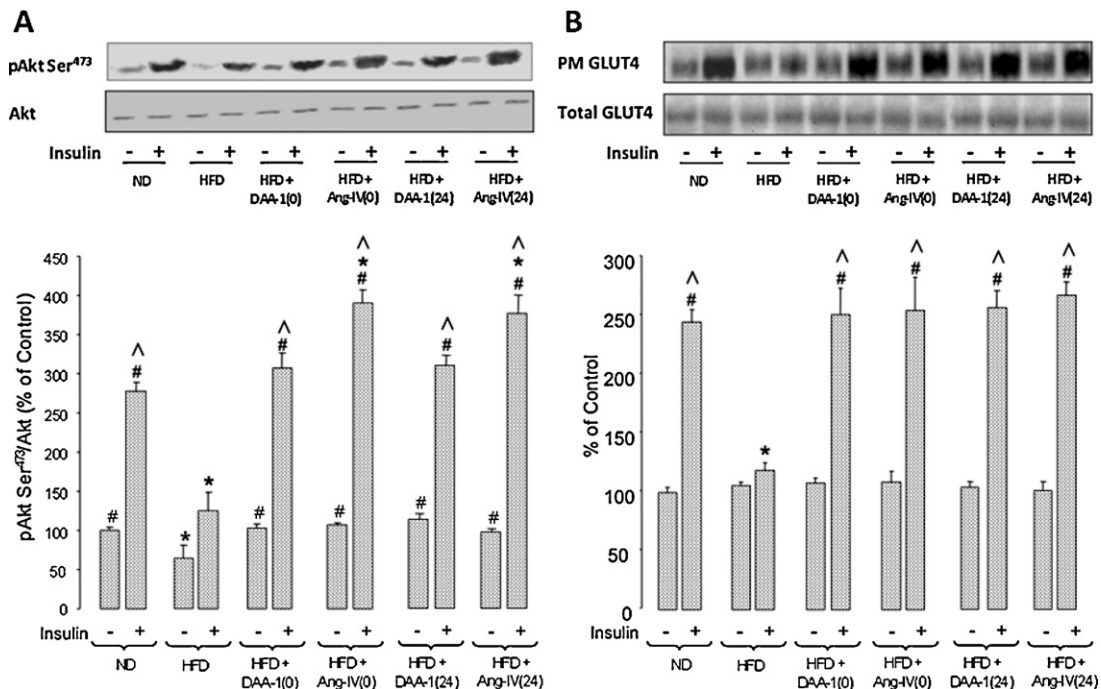 A
pAkt Ser473
Akt
Insulin - + - + - + - + - + - +
ND HFD HFD+ HFD+ HFD+ HFD+
DAA-1(0) Ang-IV(0) DAA-1(24) Ang-IV(24)
pAkt Ser473/Akt (% of Control)
450
400
350
300
250
200
150
100
50
0
# ^ # * * # ^ # # ^ * # # ^ # # ^ * #
Insulin - + - + - + - + - + - +
ND HFD HFD+ HFD+ HFD+ HFD+
DAA-1(0) Ang-IV(0) DAA-1(24) Ang-IV(24)
B
PM GLUT4
Total GLUT4
Insulin - + - + - + - + - + - +
ND HFD HFD+ HFD+ HFD+ HFD+
DAA-1(0) Ang-IV(0) DAA-1(24) Ang-IV(24)
% of Control
300
250
200
150
100
50
0
^ # * ^ # ^ # ^ # ^ #
Insulin - + - + - + - + - + - +
ND HFD HFD+ HFD+ HFD+ HFD+
DAA-1(0) Ang-IV(0) DAA-1(24) Ang-IV(24)